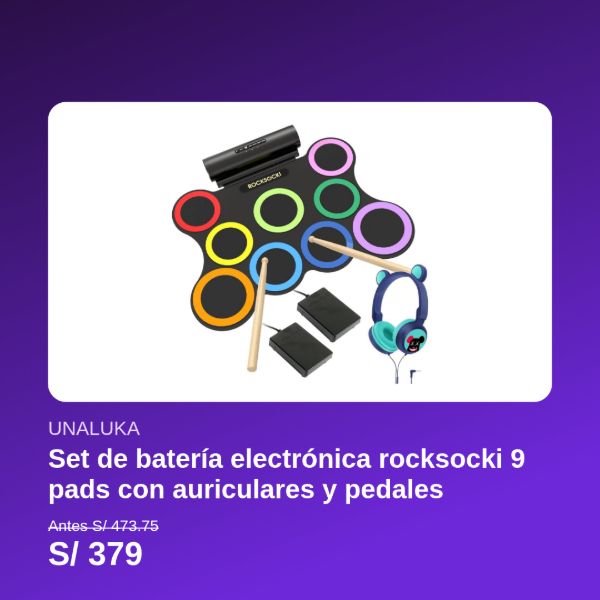 ROCKSOCKI
UNALUKA
Set de batería electrónica rocksocki 9
pads con auriculares y pedales
Antes S/ 473.75
S/ 379